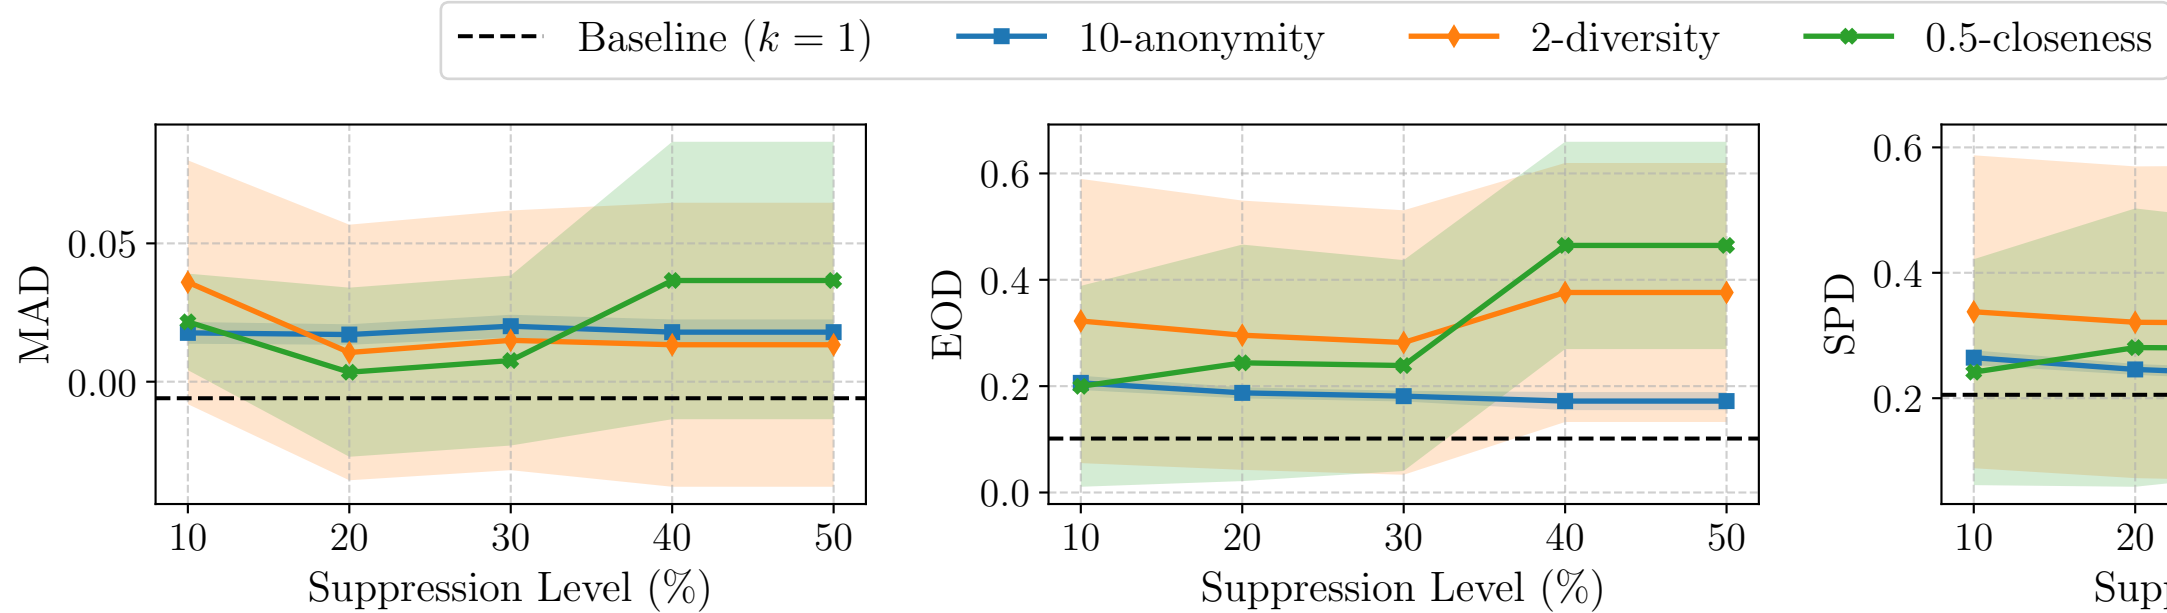 Baseline (k = 1) 10-anonymity 2-diversity 0.5-closeness
MAD
0.05
0.00
10 20 30 40 50
Suppression Level (%)
EOD
0.6
0.4
0.2
0.0
10 20 30 40 50
Suppression Level (%)
SPD
0.6
0.4
0.2
10 20
Supp